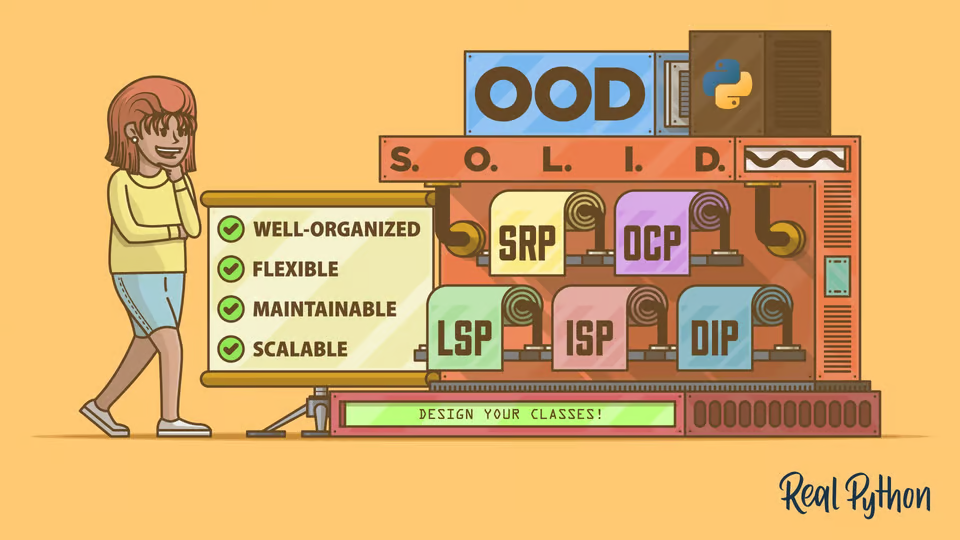 OOD
S. O. L. I. D.
WELL-ORGANIZED
FLEXIBLE
MAINTAINABLE
SCALABLE
SRP
OCP
LSP
ISP
DIP
DESIGN YOUR CLASSES!
Real Python